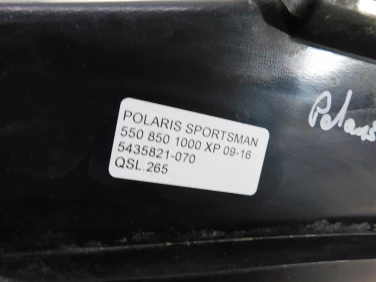 POLARIS SPORTSMAN
550 850 1000 XP 09-16
5435821-070
QSL.265
Polaris